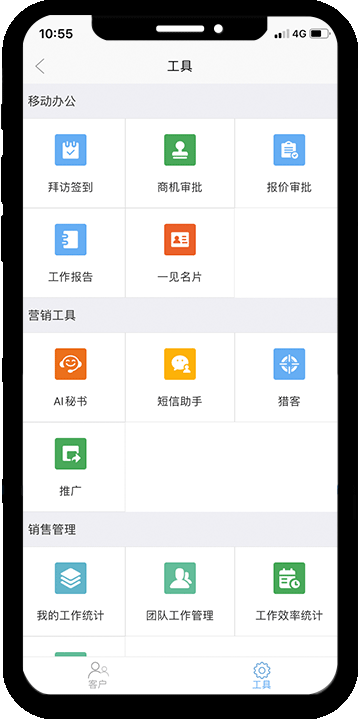 10:55 4G
工具
移动办公
拜访签到 商机审批 报价审批
工作报告 一见名片
营销工具
AI秘书 短信助手 猎客
推广
销售管理
我的工作统计 团队工作管理 工作效率统计
客户 工具